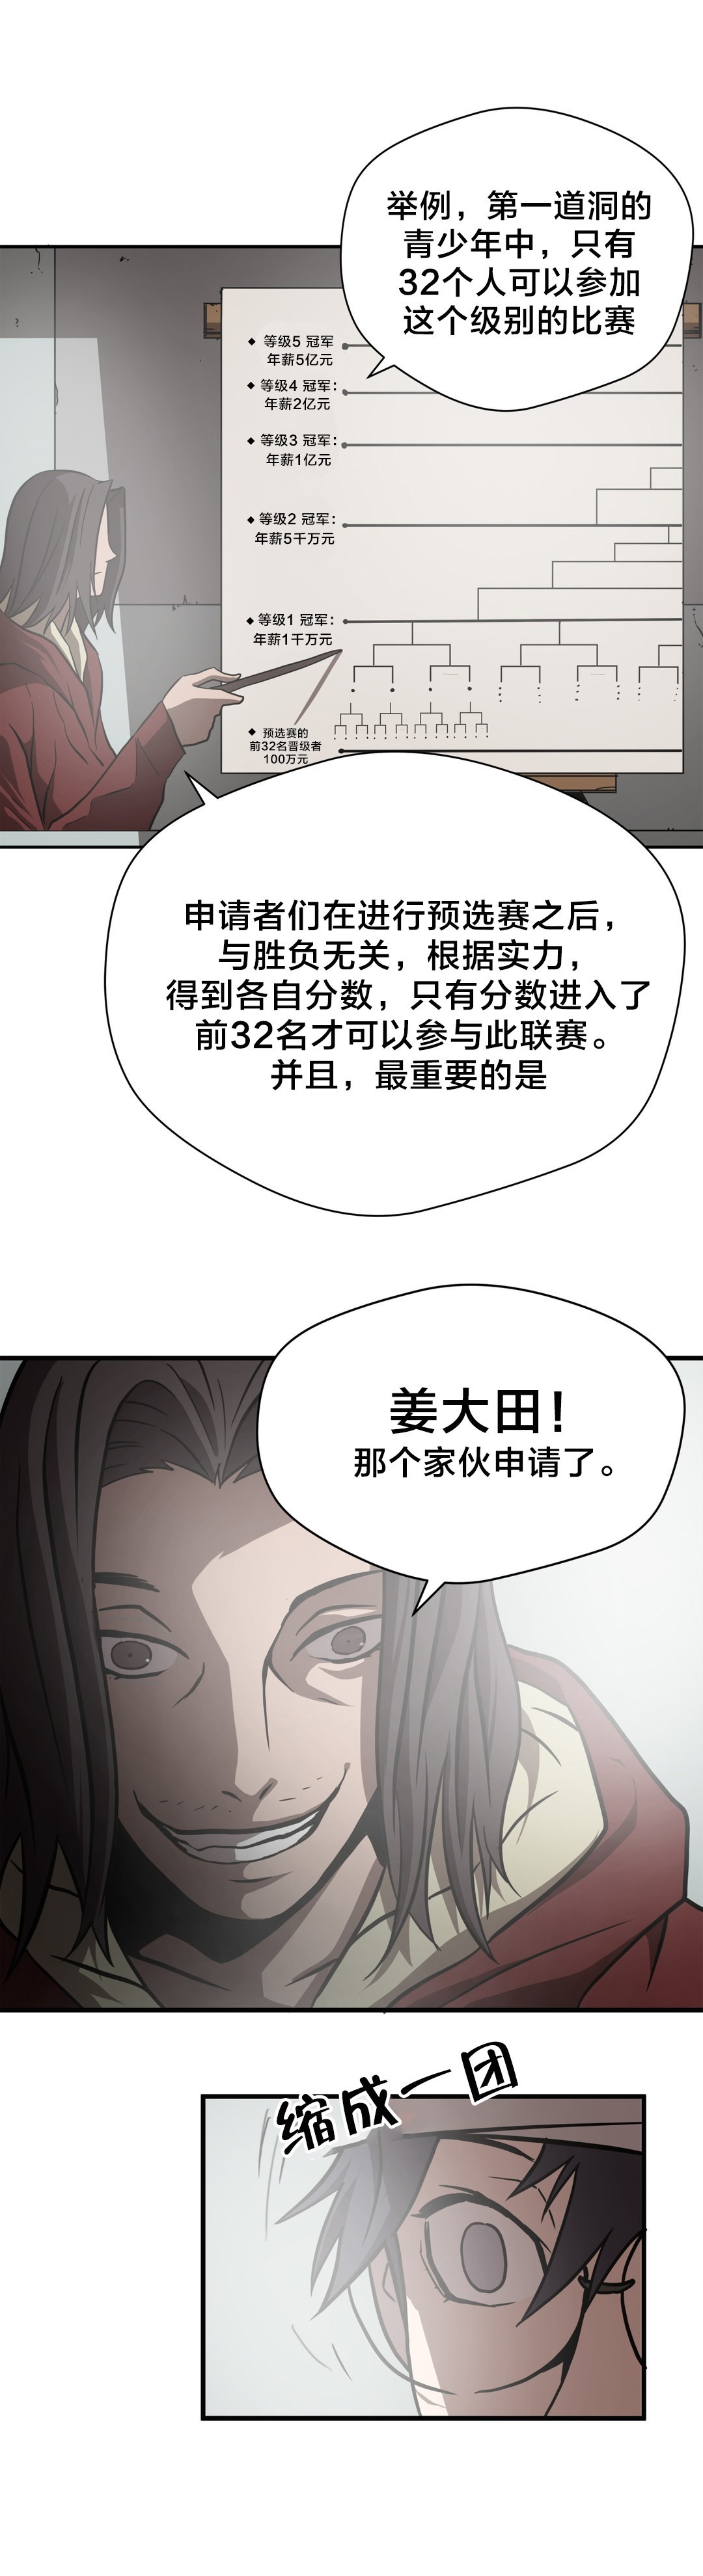 举例，第一道洞的
青少年中，只有
32个人可以参加
这个级别的比赛
◆ 等级5 冠军
年薪5亿元
◆ 等级4 冠军：
年薪2亿元
◆ 等级3 冠军：
年薪1亿元
◆ 等级2 冠军：
年薪5千万元
◆ 等级1 冠军：
年薪1千万元
◆ 预选赛的
前32名晋级者
100万元
申请者们在进行预选赛之后，
与胜负无关，根据实力，
得到各自分数，只有分数进入了
前32名才可以参与此联赛。
并且，最重要的是
姜大田！
那个家伙申请了。
缩成一团